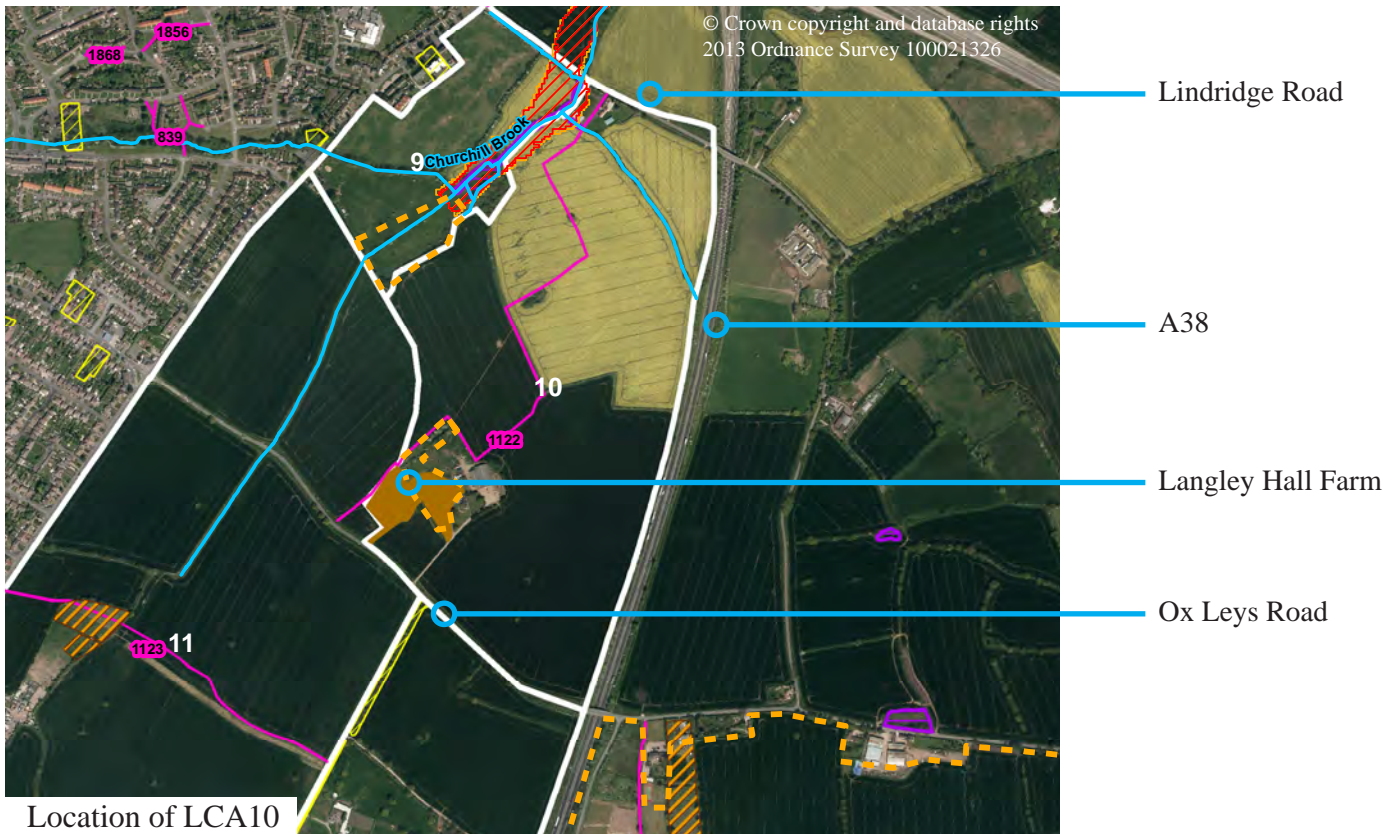 © Crown copyright and database rights
2013 Ordnance Survey 100021326
1856
1868
839
9
Churchill Brook
10
1122
11
1123
Lindridge Road
A38
Langley Hall Farm
Ox Leys Road
Location of LCA10